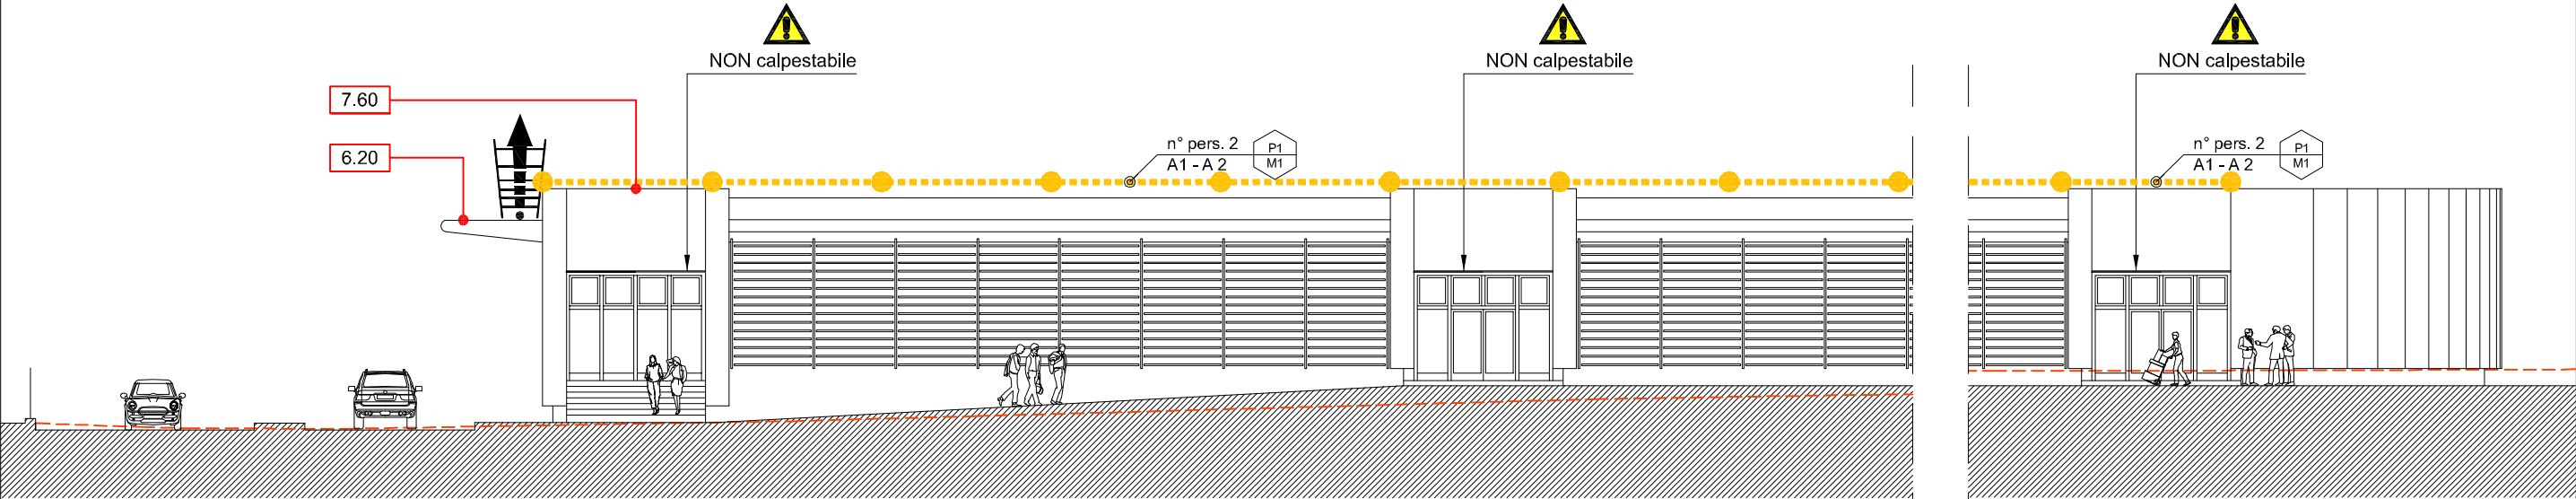 NON calpestabile
NON calpestabile
NON calpestabile
7.60
6.20
n° pers. 2
P1
A1 - A 2
M1
n° pers. 2
P1
A1 - A 2
M1